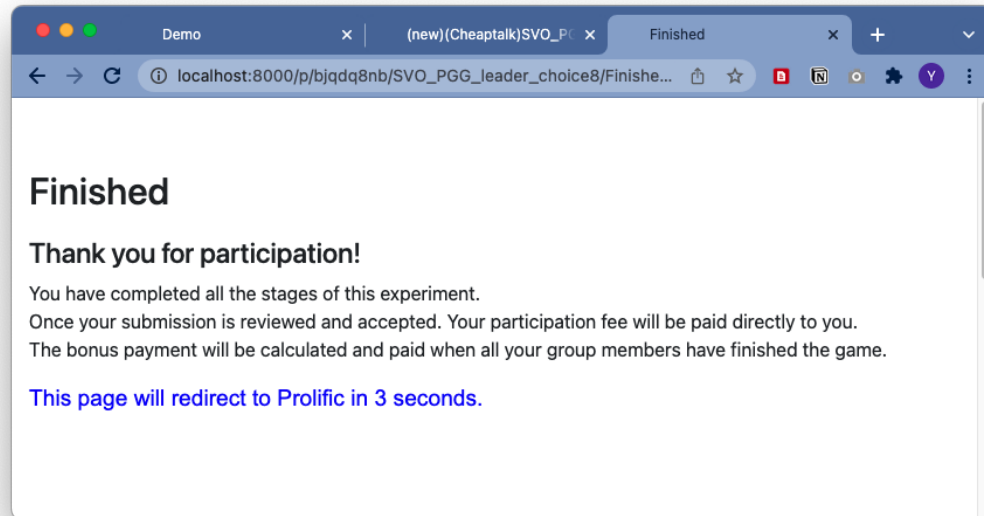 Demo
(new)(Cheaptalk)SVO_P
Finished
localhost:8000/p/bjqdq8nb/SVO_PGG_leader_choice8/Finishe...
Y
Finished
Thank you for participation!
You have completed all the stages of this experiment.
Once your submission is reviewed and accepted. Your participation fee will be paid directly to you.
The bonus payment will be calculated and paid when all your group members have finished the game.
This page will redirect to Prolific in 3 seconds.